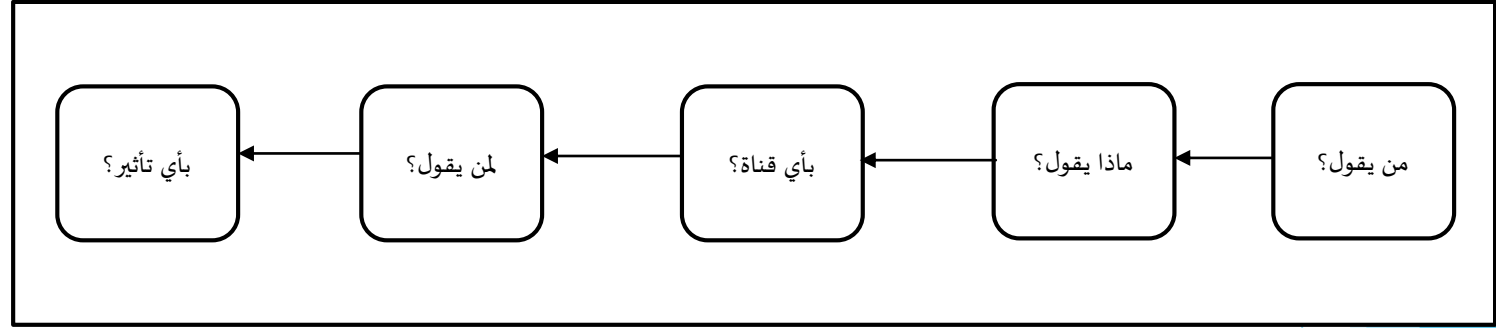 من يقول؟
ماذا يقول؟
بأي قناة؟
لمن يقول؟
بأي تأثير؟